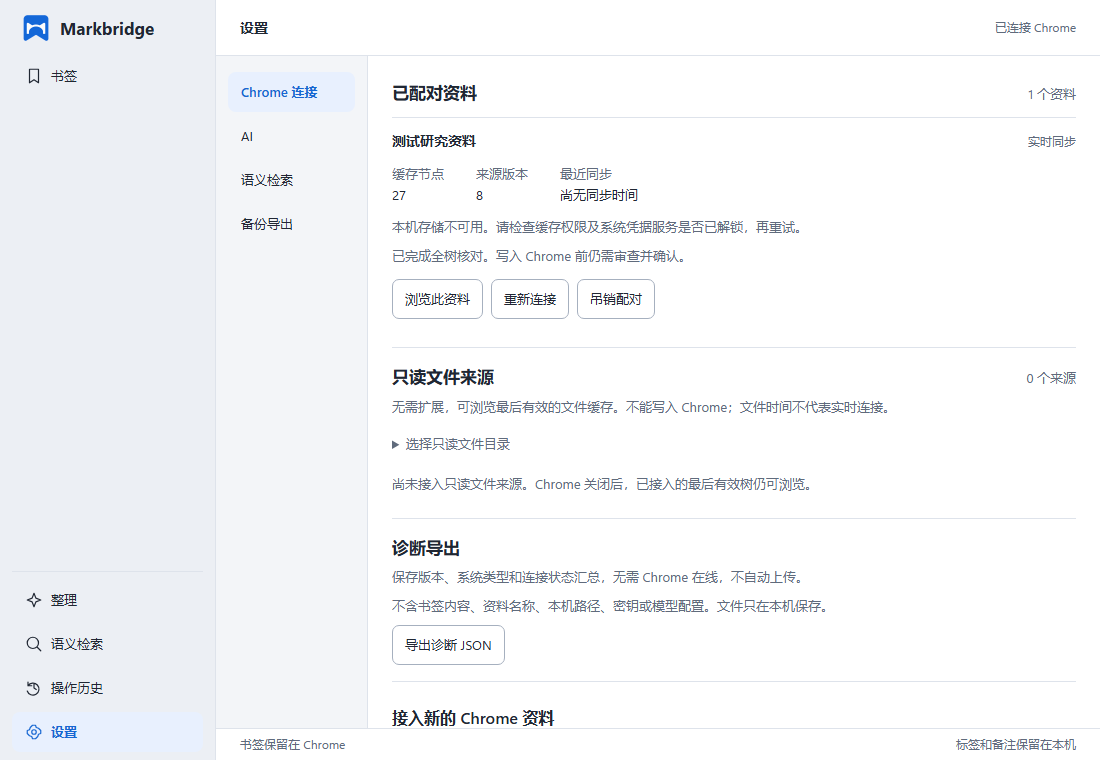 Markbridge
书签
整理
语义检索
操作历史
设置
设置
已连接 Chrome
Chrome 连接
AI
语义检索
备份导出
已配对资料
1 个资料
测试研究资料
实时同步
缓存节点 来源版本 最近同步
27 8 尚无同步时间
本机存储不可用。请检查缓存权限及系统凭据服务是否已解锁，再重试。
已完成全树核对。写入 Chrome 前仍需审查并确认。
浏览此资料 重新连接 吊销配对
只读文件来源
0 个来源
无需扩展，可浏览最后有效的文件缓存。不能写入 Chrome；文件时间不代表实时连接。
选择只读文件目录
尚未接入只读文件来源。Chrome 关闭后，已接入的最后有效树仍可浏览。
诊断导出
保存版本、系统类型和连接状态汇总，无需 Chrome 在线，不自动上传。
不含书签内容、资料名称、本机路径、密钥或模型配置。文件只在本机保存。
导出诊断 JSON
接入新的 Chrome 资料
书签保留在 Chrome
标签和备注保留在本机